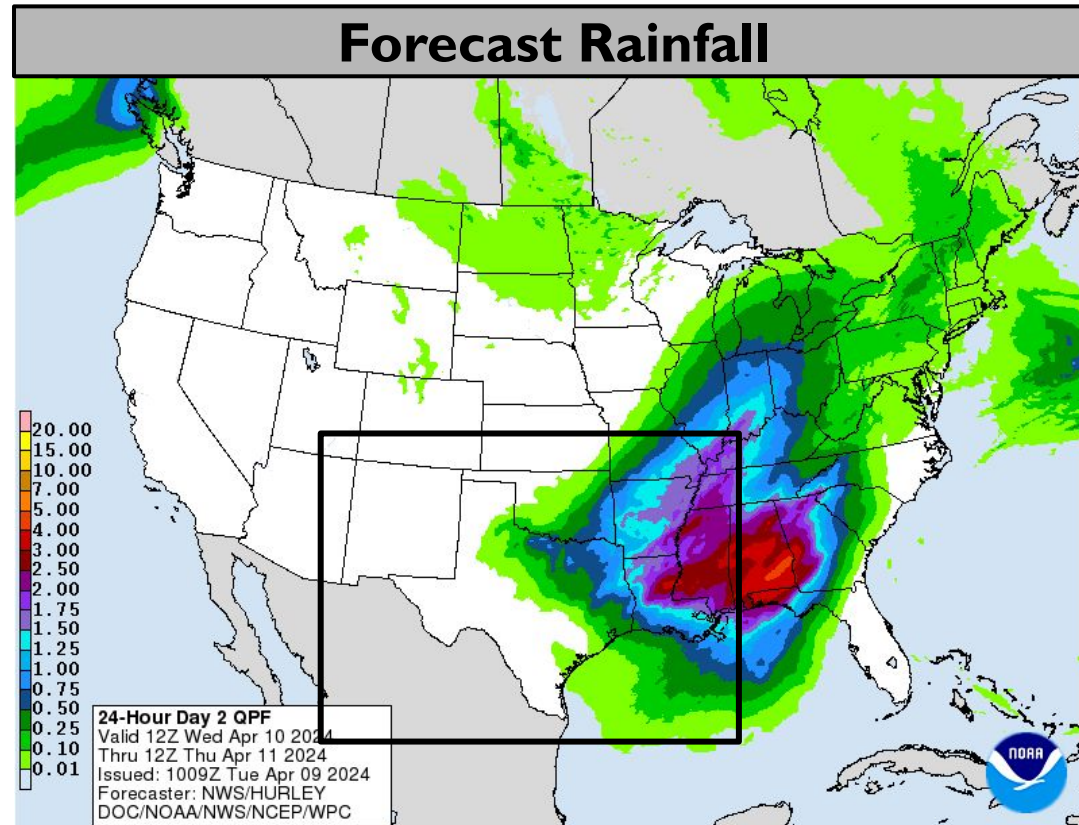 Forecast Rainfall
20.00
15.00
10.00
7.00
5.00
4.00
3.00
2.50
2.00
1.75
1.50
1.25
1.00
0.75
0.50
0.25
0.10
0.01
24-Hour Day 2 QPF
Valid 12Z Wed Apr 10 2024
Thru 12Z Thu Apr 11 2024
Issued: 1009Z Tue Apr 09 2024
Forecaster: NWS/HURLEY
DOC/NOAA/NWS/NCEP/WPC
NOAA